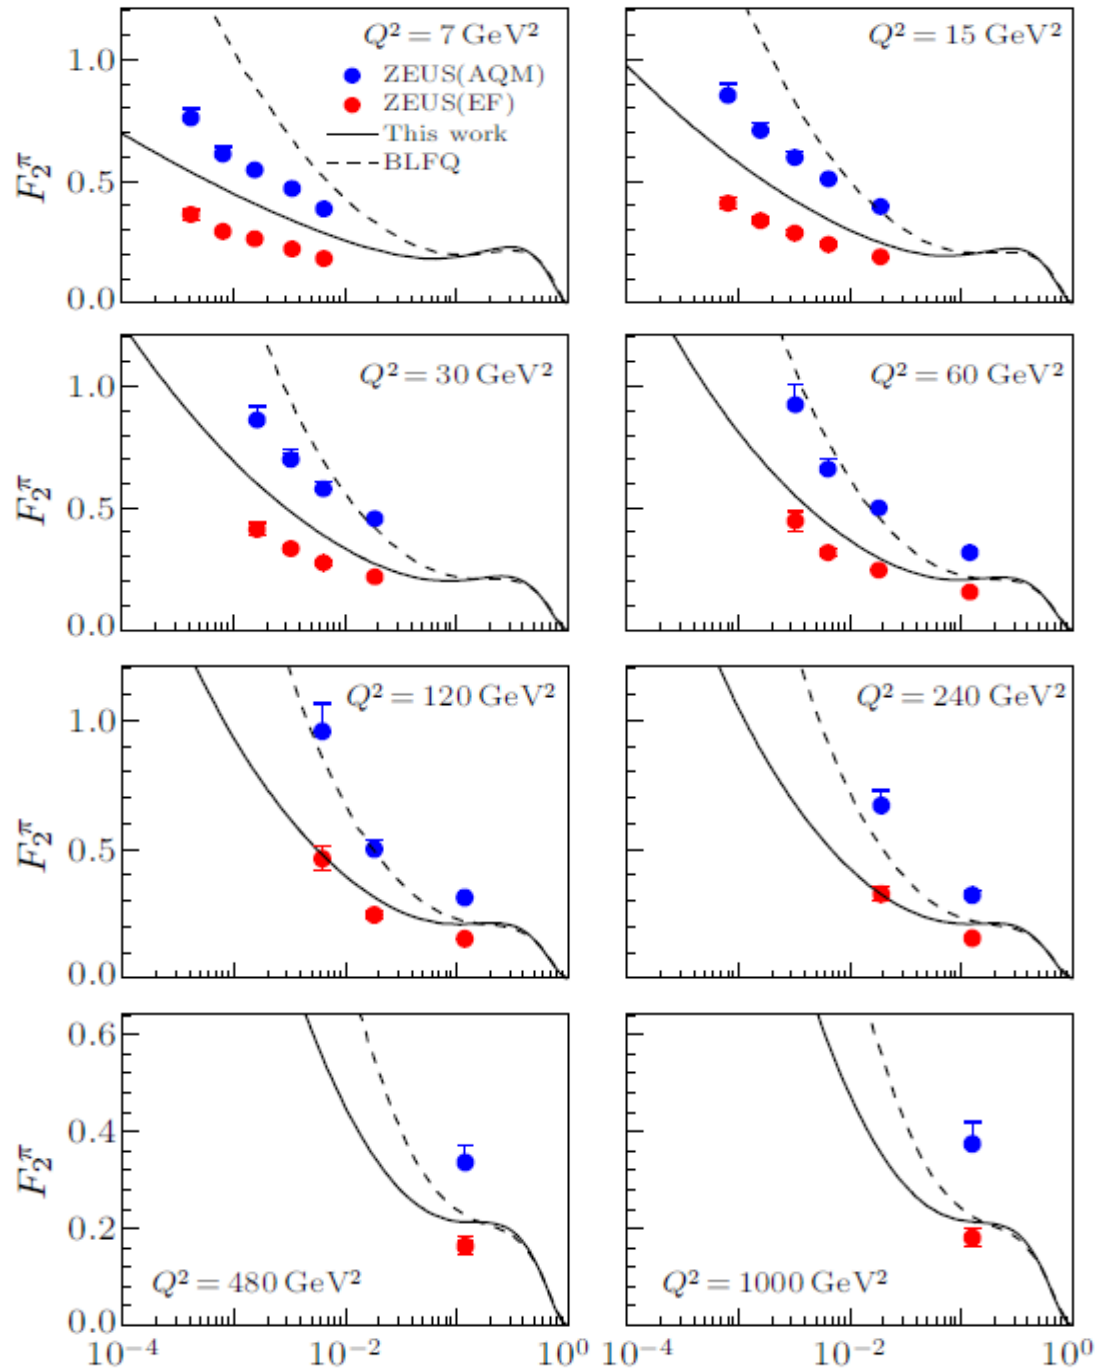 Q² = 7 GeV²
ZEUS(AQM)
ZEUS(EF)
This work
BLFQ
F₂^π
1.0
0.5
0.0
Q² = 15 GeV²
Q² = 30 GeV²
F₂^π
1.0
0.5
0.0
Q² = 60 GeV²
Q² = 120 GeV²
F₂^π
1.0
0.5
0.0
Q² = 240 GeV²
F₂^π
0.6
0.4
0.2
0.0
Q² = 480 GeV²
Q² = 1000 GeV²
10⁻⁴ 10⁻² 10⁻⁴ 10⁻² 10⁰